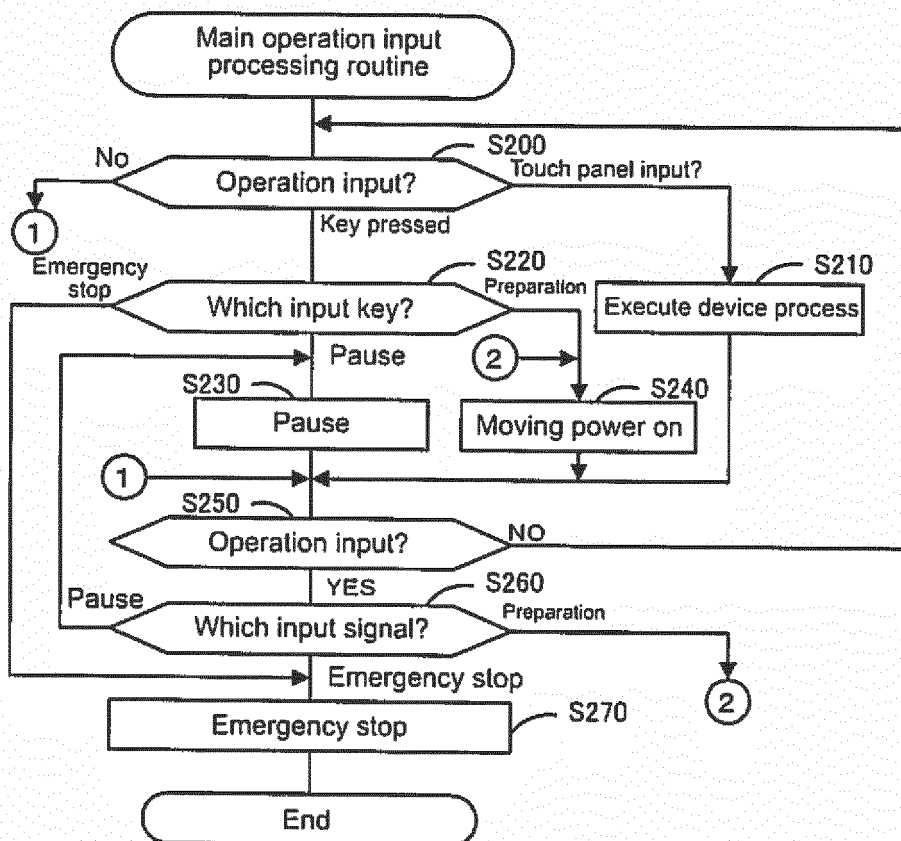 Main operation input
processing routine
S200
No
Operation input?
Touch panel input?
1
Key pressed
Emergency
stop
S220
Which input key?
Preparation
S210
Execute device process
Pause
2
S230
Pause
S240
Moving power on
1
S250
Operation input?
NO
YES
S260
Pause
Which input signal?
Preparation
Emergency stop
2
Emergency stop
S270
End